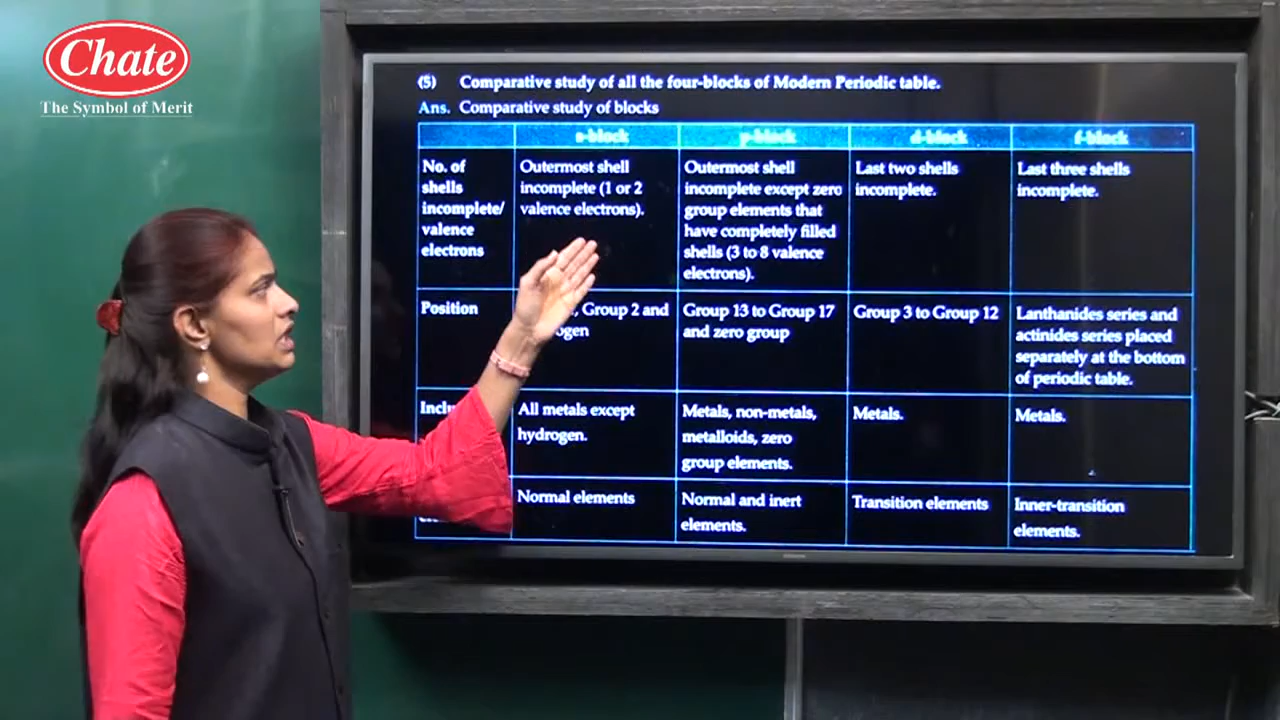 Chate
The Symbol of Merit
(5) Comparative study of all the four-blocks of Modern Periodic table.
Ans. Comparative study of blocks
s-block p-block d-block f-block
No. of
shells
incomplete/
valence
electrons
Outermost shell
incomplete (1 or 2
valence electrons).
Outermost shell
incomplete except zero
group elements that
have completely filled
shells (3 to 8 valence
electrons).
Last two shells
incomplete.
Last three shells
incomplete.
Position
, Group 2 and
Group 13 to Group 17
and zero group
Group 3 to Group 12
Lanthanides series and
actinides series placed
separately at the bottom
of periodic table.
All metals except
hydrogen.
Metals, non-metals,
metalloids, zero
group elements.
Metals.
Metals.
Normal elements
Normal and inert
elements.
Transition elements
Inner-transition
elements.